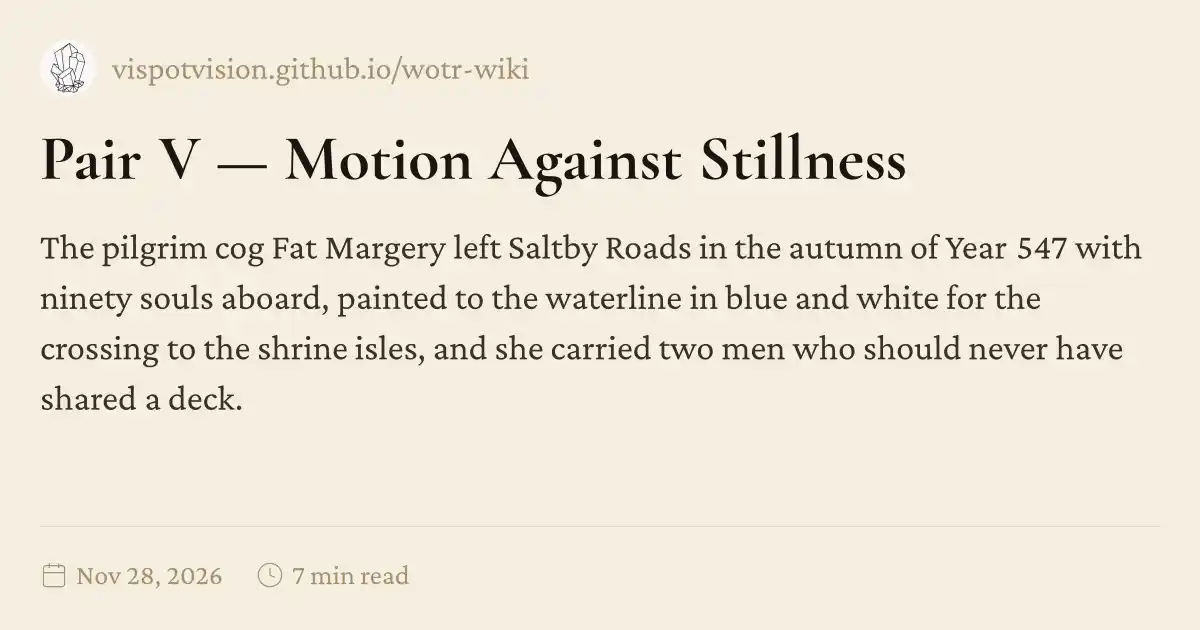 vispotvision.github.io/wotr-wiki
Pair V — Motion Against Stillness
The pilgrim cog Fat Margery left Saltby Roads in the autumn of Year 547 with
ninety souls aboard, painted to the waterline in blue and white for the
crossing to the shrine isles, and she carried two men who should never have
shared a deck.
Nov 28, 2026 7 min read